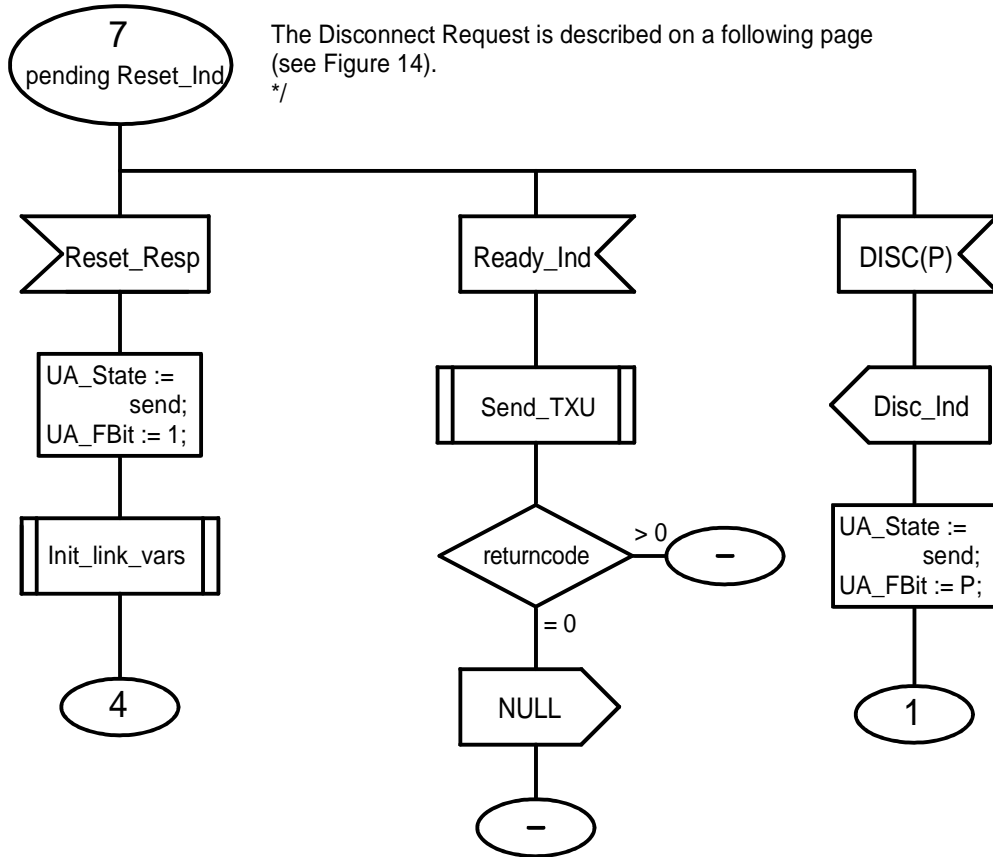 7
pending Reset_Ind
The Disconnect Request is described on a following page
(see Figure 14).
*/
Reset_Resp
UA_State :=
send;
UA_FBit := 1;
Init_link_vars
4
Ready_Ind
Send_TXU
returncode
> 0
–
= 0
NULL
–
DISC(P)
Disc_Ind
UA_State :=
send;
UA_FBit := P;
1